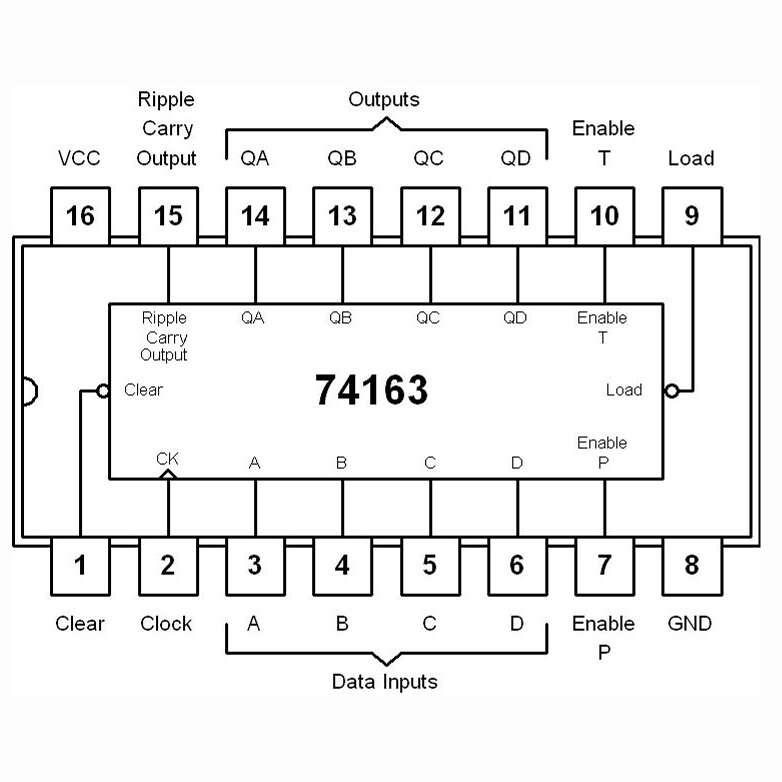 Ripple Outputs
Carry Enable
VCC Output QA QB QC QD T Load
16 15 14 13 12 11 10 9
Ripple QA QB QC QD Enable
Carry T
Output
Clear 74163 Load
Enable
CK A B C D P
1 2 3 4 5 6 7 8
Clear Clock A B C D Enable GND
P
Data Inputs